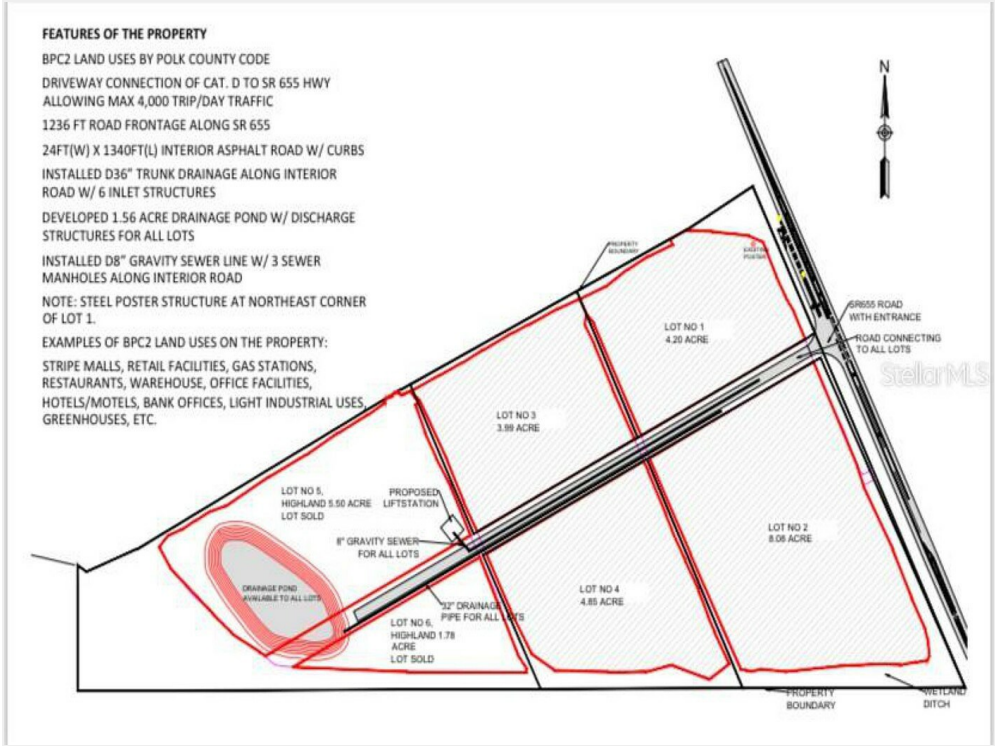 FEATURES OF THE PROPERTY
BPC2 LAND USES BY POLK COUNTY CODE
DRIVEWAY CONNECTION OF CAT. D TO SR 655 HWY
ALLOWING MAX 4,000 TRIP/DAY TRAFFIC
1236 FT ROAD FRONTAGE ALONG SR 655
24FT(W) X 1340FT(L) INTERIOR ASPHALT ROAD W/ CURBS
INSTALLED D36" TRUNK DRAINAGE ALONG INTERIOR
ROAD W/ 6 INLET STRUCTURES
DEVELOPED 1.56 ACRE DRAINAGE POND W/ DISCHARGE
STRUCTURES FOR ALL LOTS
INSTALLED D8" GRAVITY SEWER LINE W/ 3 SEWER
MANHOLES ALONG INTERIOR ROAD
NOTE: STEEL POSTER STRUCTURE AT NORTHEAST CORNER
OF LOT 1.
EXAMPLES OF BPC2 LAND USES ON THE PROPERTY:
STRIPE MALLS, RETAIL FACILITIES, GAS STATIONS,
RESTAURANTS, WAREHOUSE, OFFICE FACILITIES,
HOTELS/MOTELS, BANK OFFICES, LIGHT INDUSTRIAL USES,
GREENHOUSES, ETC.
N
PROPERTY
BOUNDARY
EXISTING
POSTER
SR655 ROAD
WITH ENTRANCE
ROAD CONNECTING
TO ALL LOTS
StellarMLS
LOT NO 1
4.20 ACRE
LOT NO 3
3.99 ACRE
LOT NO 5,
HIGHLAND 5.50 ACRE
LOT SOLD
PROPOSED
LIFTSTATION
8" GRAVITY SEWER
FOR ALL LOTS
LOT NO 2
8.08 ACRE
DRAINAGE POND
AVAILABLE TO ALL LOTS
LOT NO 4
4.85 ACRE
32" DRAINAGE
PIPE FOR ALL LOTS
LOT NO 6,
HIGHLAND 1.78
ACRE
LOT SOLD
PROPERTY
BOUNDARY
WETLAND
DITCH